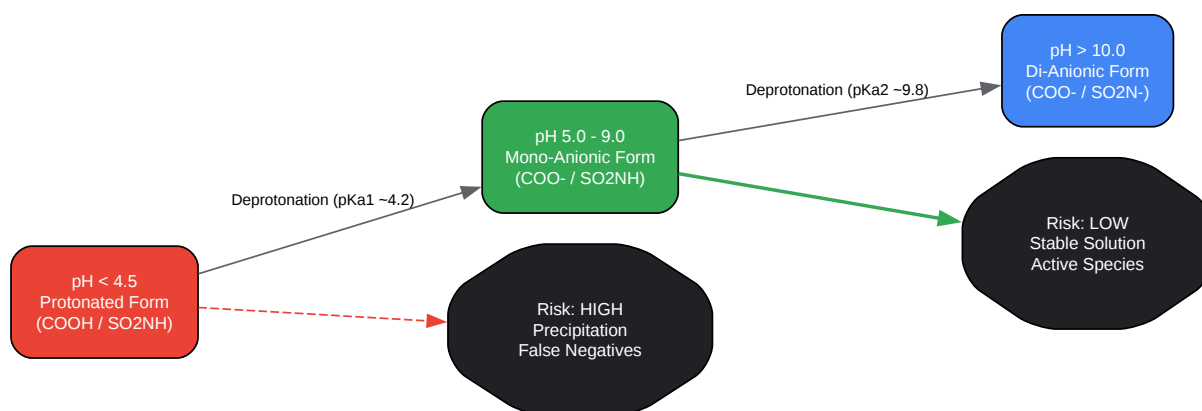 pH > 10.0
Di-Anionic Form
(COO- / SO2N-)
Deprotonation (pKa2 ~9.8)
pH 5.0 - 9.0
Mono-Anionic Form
(COO- / SO2NH)
Deprotonation (pKa1 ~4.2)
Risk: LOW
Stable Solution
Active Species
pH < 4.5
Protonated Form
(COOH / SO2NH)
Risk: HIGH
Precipitation
False Negatives